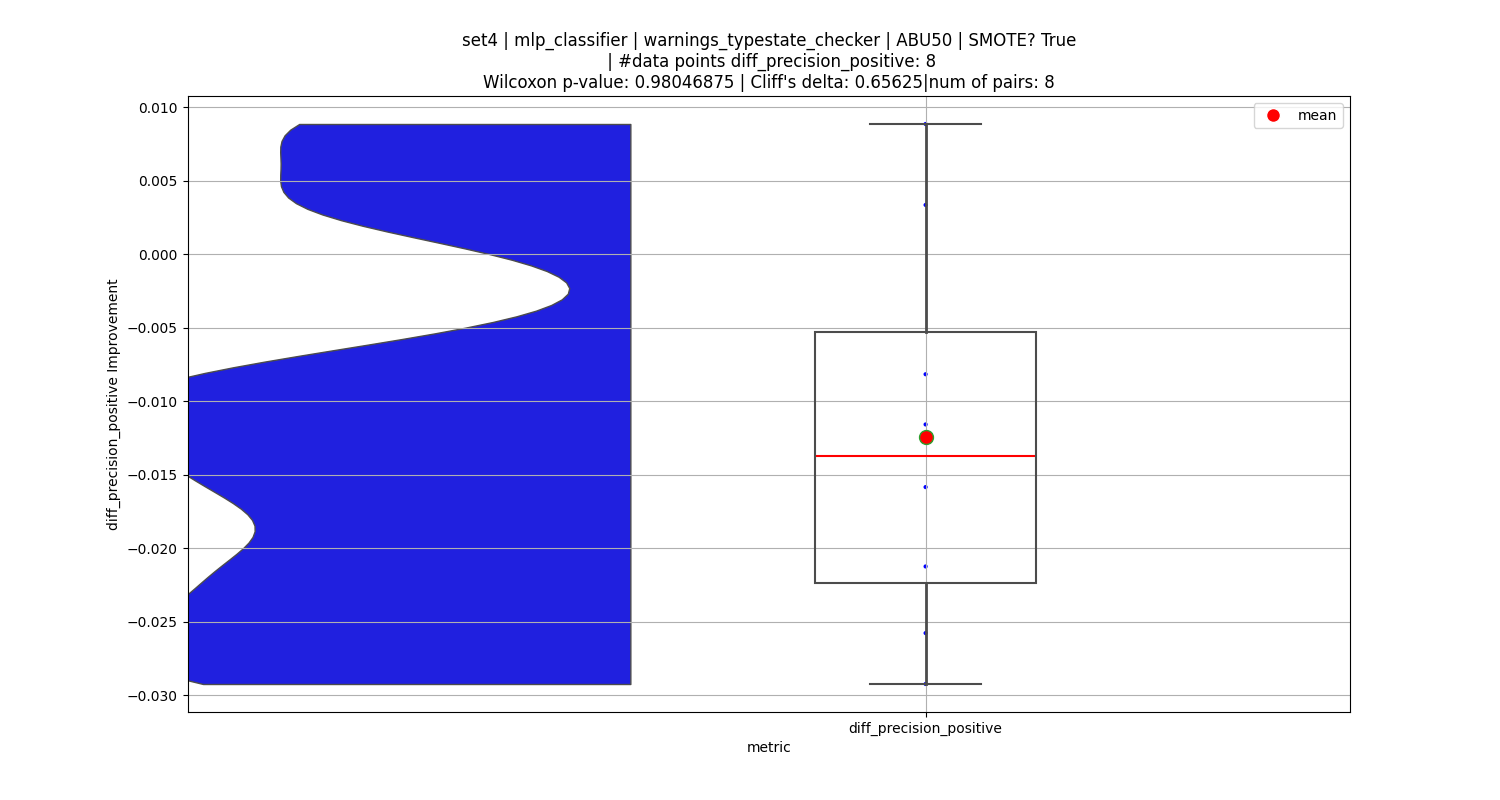 set4 | mlp_classifier | warnings_typestate_checker | ABU50 | SMOTE? True
| #data points diff_precision_positive: 8
Wilcoxon p-value: 0.98046875 | Cliff's delta: 0.65625|num of pairs: 8
mean
0.010
0.005
0.000
−0.005
−0.010
−0.015
−0.020
−0.025
−0.030
diff_precision_positive Improvement
diff_precision_positive
metric